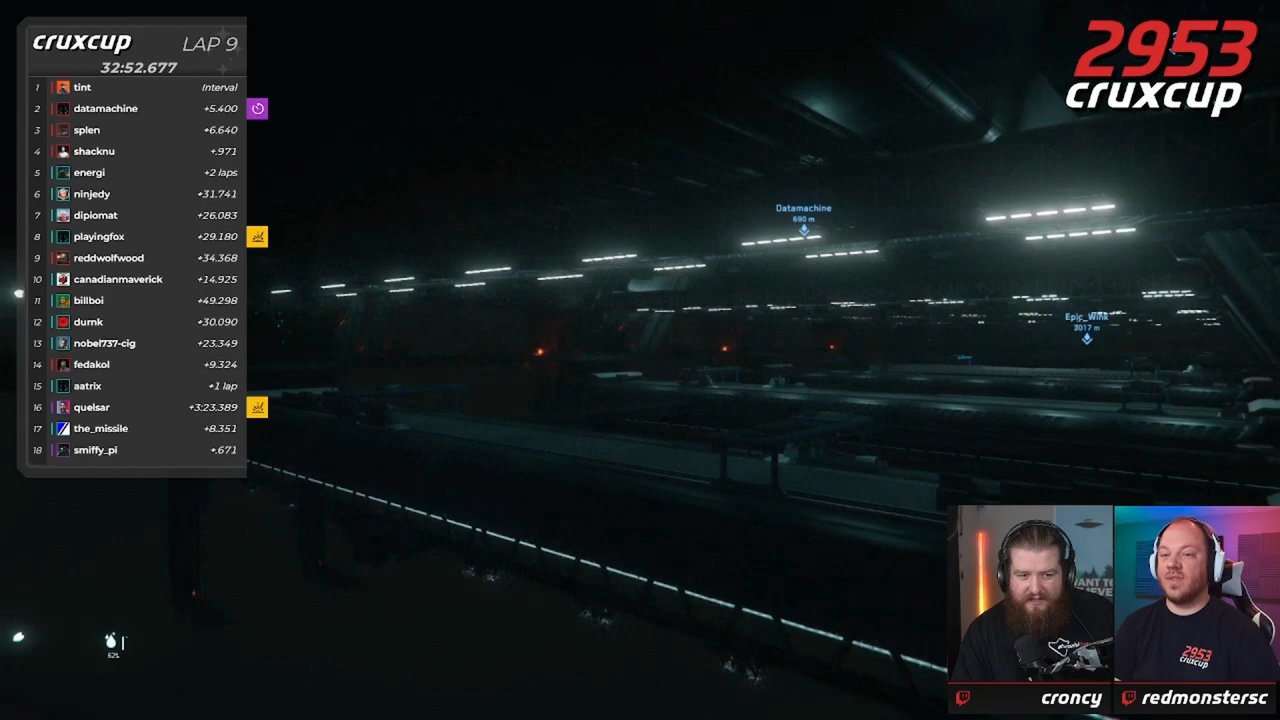 cruxcup LAP 9
32:52.677
1 tint Interval
2 datamachine +5.400
3 splen +6.640
4 shacknu +.971
5 energi +2 laps
6 ninjedy +31.741
7 dipiomat +26.083
8 playingfox +29.180
9 reddwolfwood +34.368
10 canadianmaverick +14.925
11 billboi +49.298
12 durnk +30.090
13 nobel737-cig +23.349
14 fedakol +9.324
15 aatrix +1 lap
16 quelsar +3:23.389
17 the_missile +8.351
18 smiffy_pi +.671
2953
cruxcup
Datamachine
690 m
Epic_Wink
3017 m
62%
WANT TO
2953
cruxcup
croncy
redmonstersc